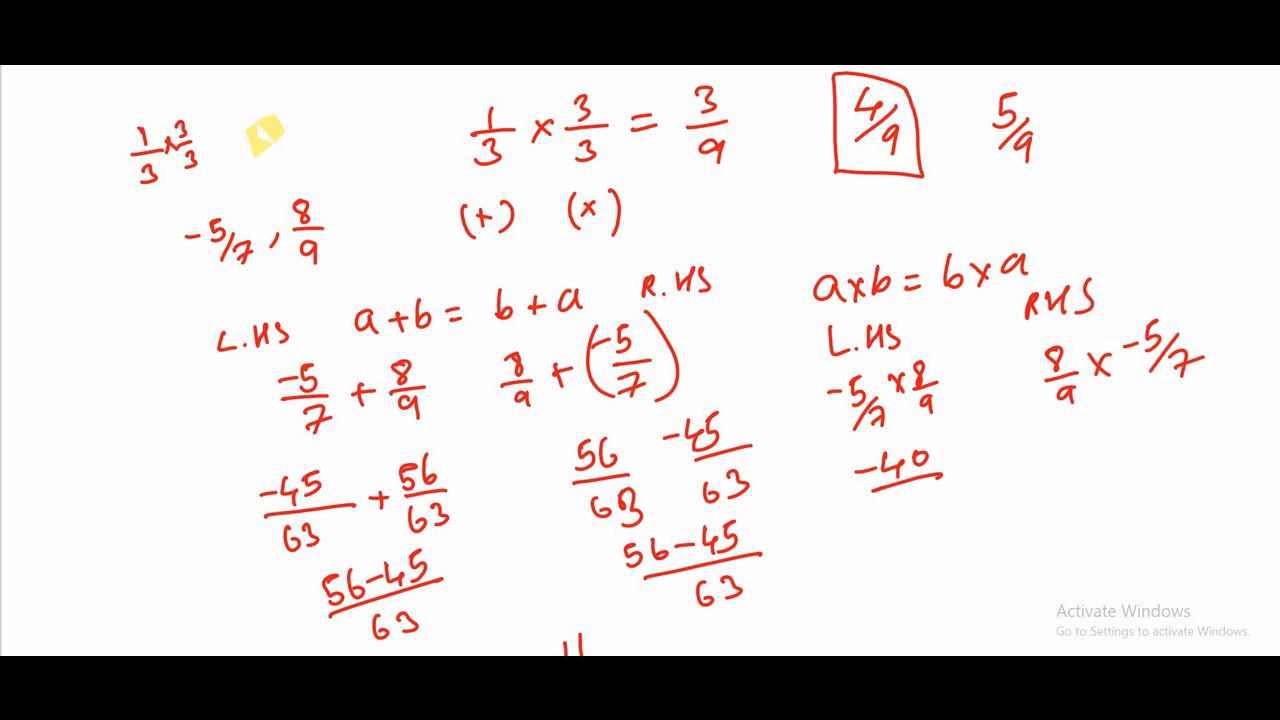 1/3 × 3/3
1/3 × 3/3 = 3/9
4/9
5/9
(+) (×)
-5/7, 8/9
L.HS a+b = b+a R.HS
-5/7 + 8/9
8/9 + (-5/7)
-45/63 + 56/63
56/63 -45/63
56-45/63
56-45/63
11
a×b = b×a
L.HS RHS
-5/7 × 8/9
8/9 × -5/7
-40
Activate Windows
Go to Settings to activate Windows.